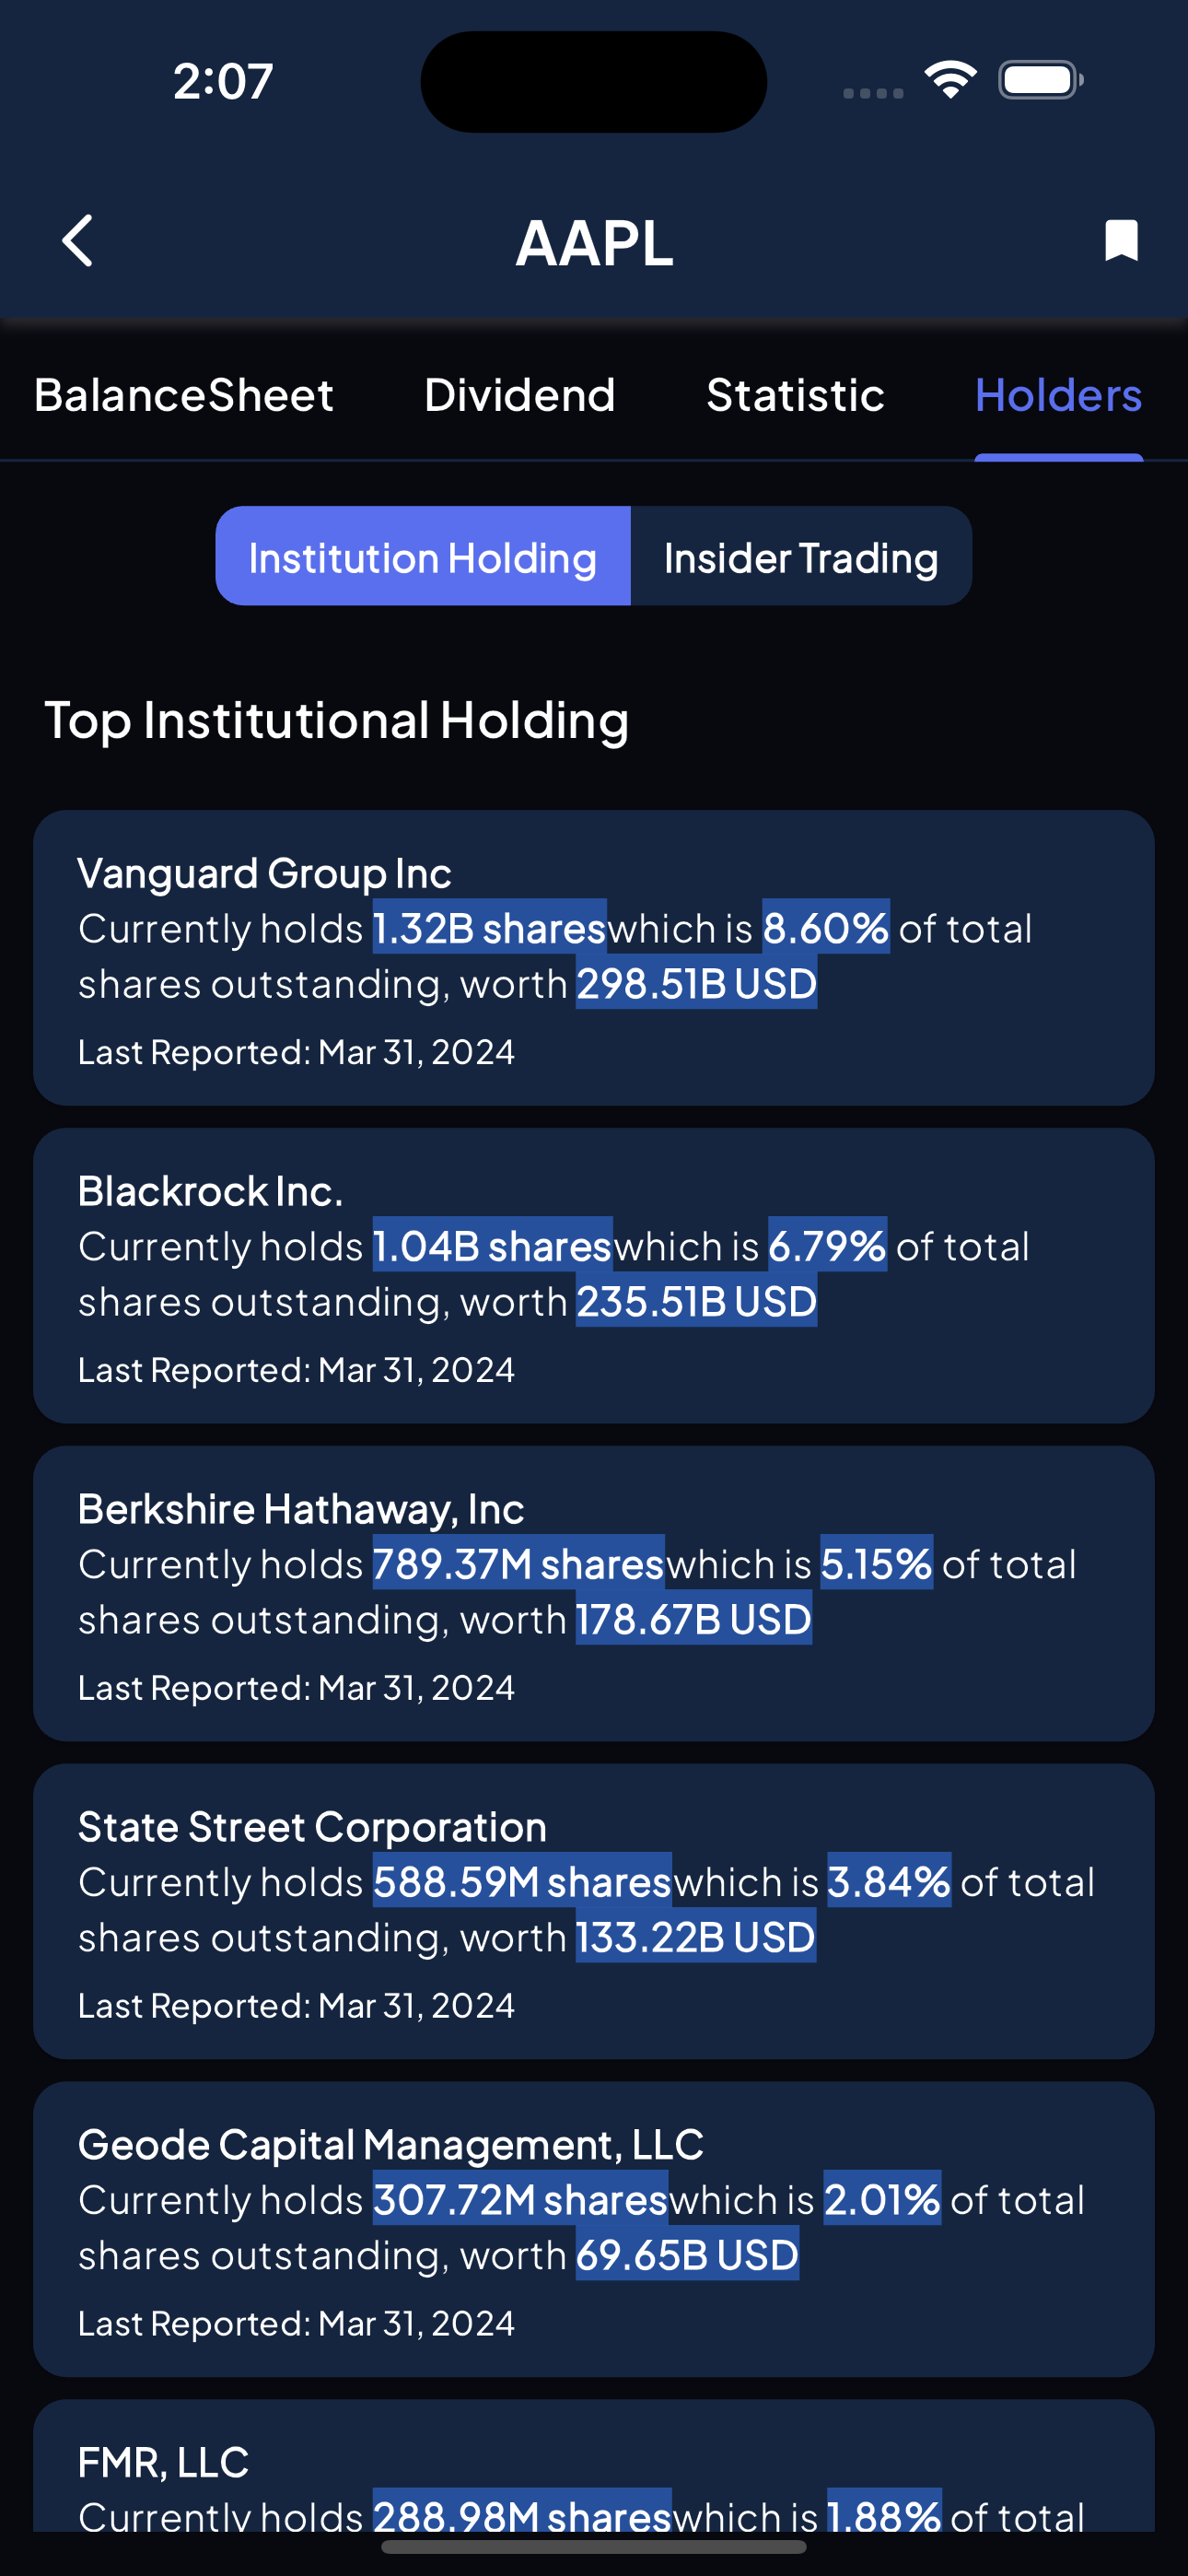 2:07
AAPL
BalanceSheet Dividend Statistic Holders
Institution Holding Insider Trading
Top Institutional Holding
Vanguard Group Inc
Currently holds 1.32B shareswhich is 8.60% of total
shares outstanding, worth 298.51B USD
Last Reported: Mar 31, 2024
Blackrock Inc.
Currently holds 1.04B shareswhich is 6.79% of total
shares outstanding, worth 235.51B USD
Last Reported: Mar 31, 2024
Berkshire Hathaway, Inc
Currently holds 789.37M shareswhich is 5.15% of total
shares outstanding, worth 178.67B USD
Last Reported: Mar 31, 2024
State Street Corporation
Currently holds 588.59M shareswhich is 3.84% of total
shares outstanding, worth 133.22B USD
Last Reported: Mar 31, 2024
Geode Capital Management, LLC
Currently holds 307.72M shareswhich is 2.01% of total
shares outstanding, worth 69.65B USD
Last Reported: Mar 31, 2024
FMR, LLC
Currently holds 288.98M shareswhich is 1.88% of total